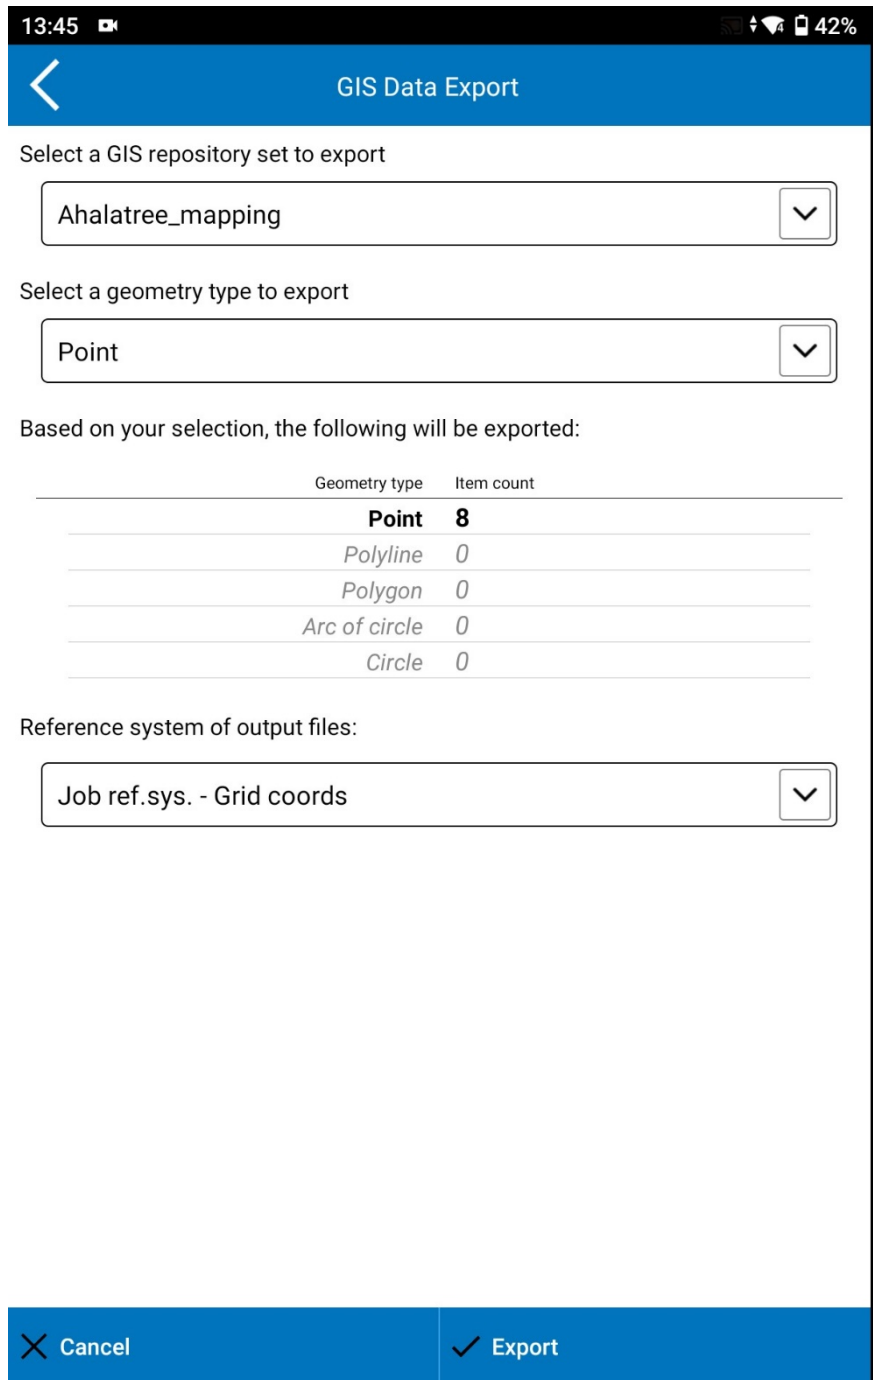 13:45 42%
GIS Data Export
Select a GIS repository set to export
Ahalatree_mapping
Select a geometry type to export
Point
Based on your selection, the following will be exported:
Geometry type Item count
Point 8
Polyline 0
Polygon 0
Arc of circle 0
Circle 0
Reference system of output files:
Job ref.sys. - Grid coords
Cancel Export